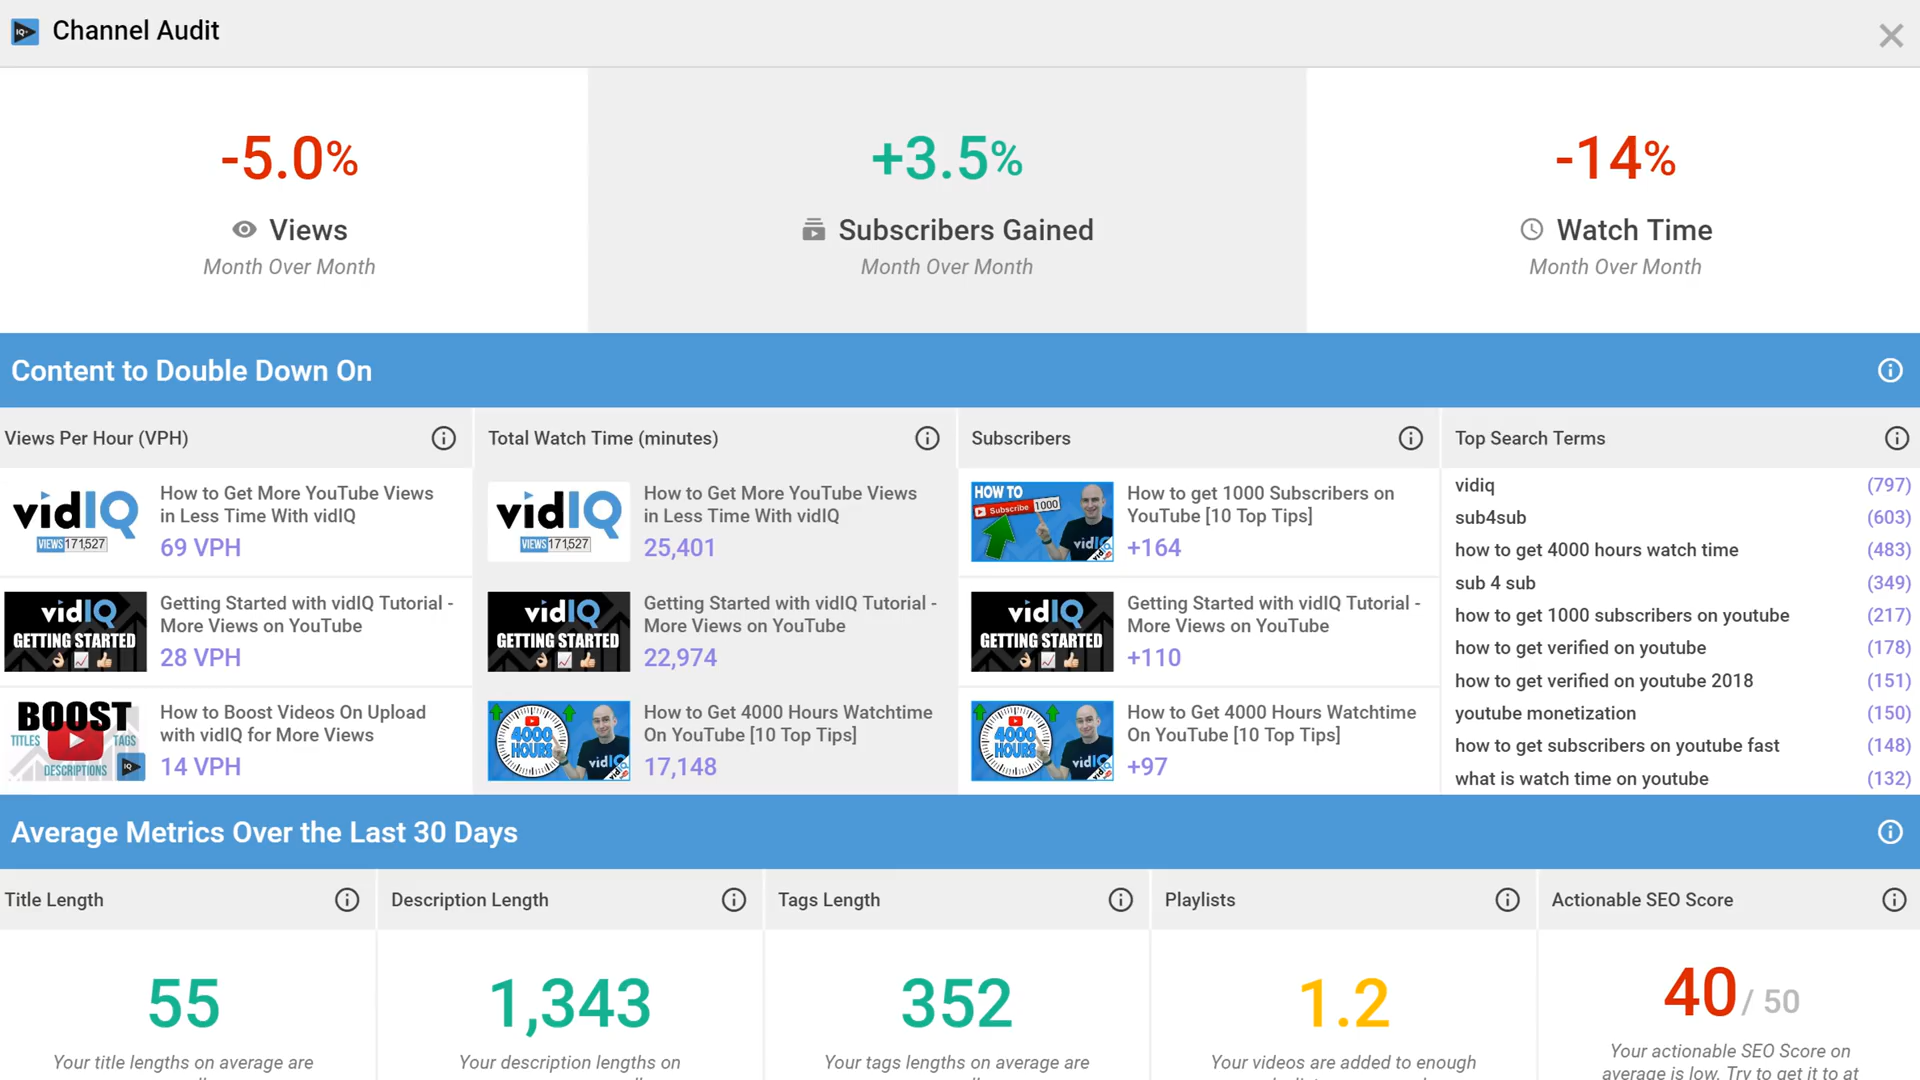 Channel Audit
-5.0%
Views
Month Over Month
+3.5%
Subscribers Gained
Month Over Month
-14%
Watch Time
Month Over Month
Content to Double Down On
Views Per Hour (VPH)
vidIQ
VIEWS 171,527
How to Get More YouTube Views
in Less Time With vidIQ
69 VPH
vidIQ
GETTING STARTED
Getting Started with vidIQ Tutorial -
More Views on YouTube
28 VPH
BOOST
TITLES
TAGS
DESCRIPTIONS
IQ
How to Boost Videos On Upload
with vidIQ for More Views
14 VPH
Total Watch Time (minutes)
vidIQ
VIEWS 171,527
How to Get More YouTube Views
in Less Time With vidIQ
25,401
vidIQ
GETTING STARTED
Getting Started with vidIQ Tutorial -
More Views on YouTube
22,974
4000
HOURS
vidIQ
How to Get 4000 Hours Watchtime
On YouTube [10 Top Tips]
17,148
Subscribers
HOW TO
Subscribe 1000
vidIQ
How to get 1000 Subscribers on
YouTube [10 Top Tips]
+164
vidIQ
GETTING STARTED
Getting Started with vidIQ Tutorial -
More Views on YouTube
+110
4000
HOURS
vidIQ
How to Get 4000 Hours Watchtime
On YouTube [10 Top Tips]
+97
Top Search Terms
vidiq (797)
sub4sub (603)
how to get 4000 hours watch time (483)
sub 4 sub (349)
how to get 1000 subscribers on youtube (217)
how to get verified on youtube (178)
how to get verified on youtube 2018 (151)
youtube monetization (150)
how to get subscribers on youtube fast (148)
what is watch time on youtube (132)
Average Metrics Over the Last 30 Days
Title Length
55
Your title lengths on average are
Description Length
1,343
Your description lengths on
Tags Length
352
Your tags lengths on average are
Playlists
1.2
Your videos are added to enough
Actionable SEO Score
40 / 50
Your actionable SEO Score on
average is low. Try to get it to at